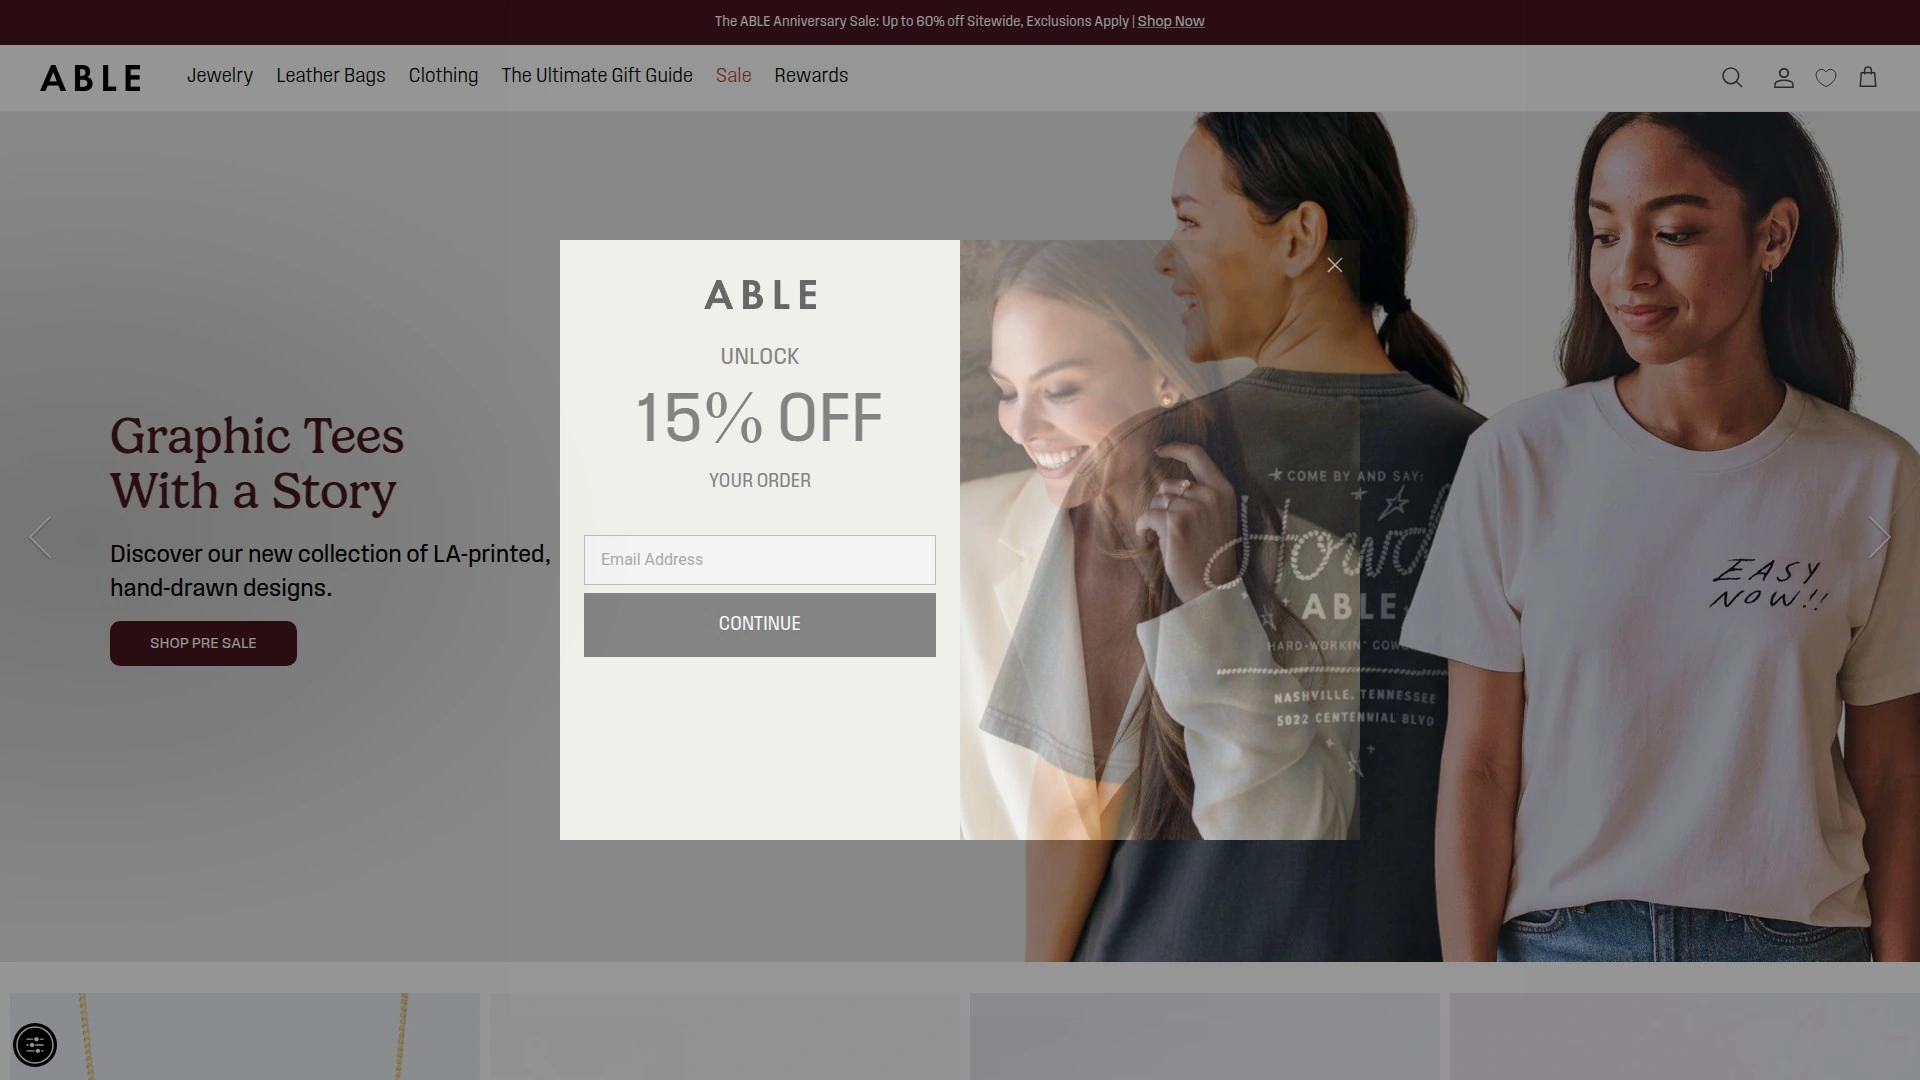 The ABLE Anniversary Sale: Up to 60% off Sitewide, Exclusions Apply | Shop Now
ABLE Jewelry Leather Bags Clothing The Ultimate Gift Guide Sale Rewards
Graphic Tees
With a Story
Discover our new collection of LA-printed,
hand-drawn designs.
SHOP PRE SALE
ABLE
UNLOCK
15% OFF
YOUR ORDER
Email Address
CONTINUE
COME BY AND SAY:
ABLE
HARD-WORKIN'
NASHVILLE, TENNESSEE
5022 CENTENNIAL BLVD
EASY
NOW!!